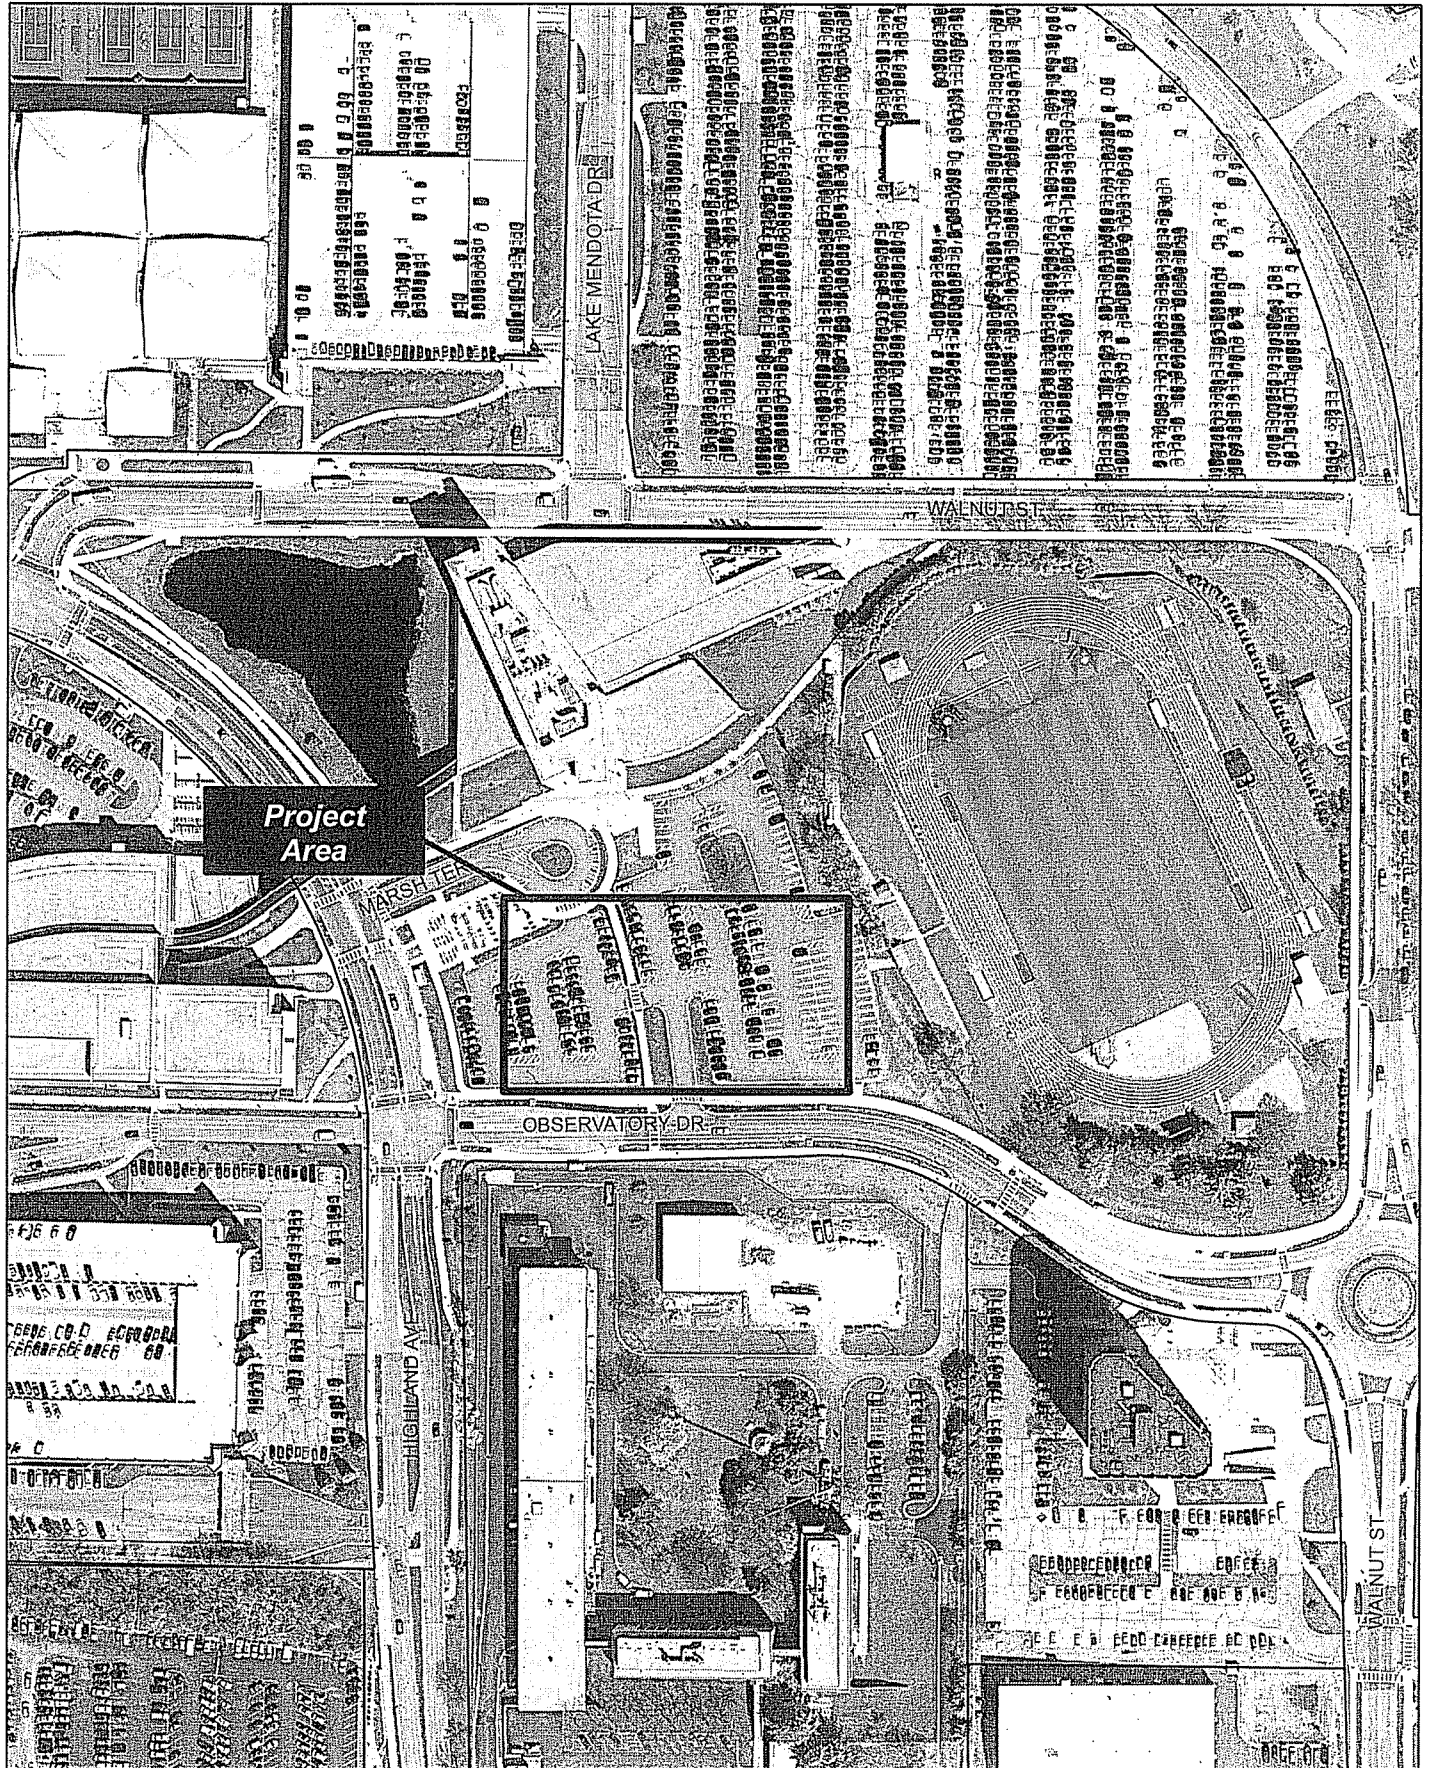 LAKE MENDOTA DR.
WALNUT ST.
Project
Area
MARSH TER
OBSERVATORY DR.
HIGHLAND AVE
WALNUT ST